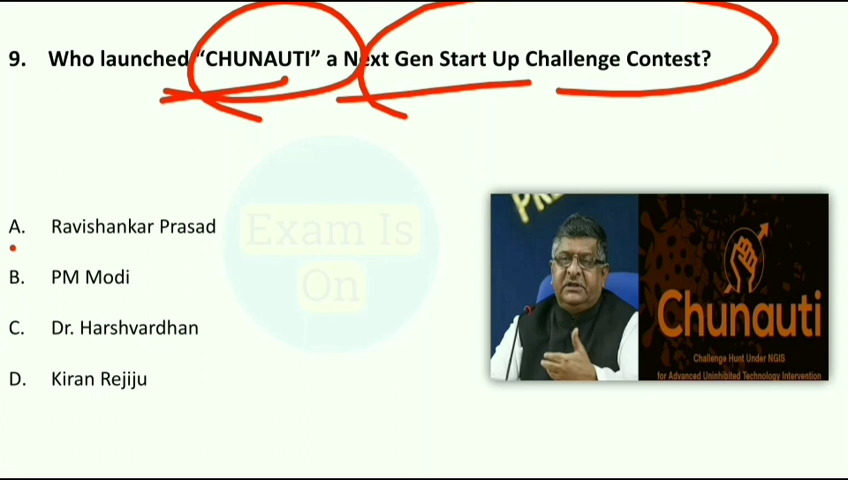 9. Who launched “CHUNAUTI” a Next Gen Start Up Challenge Contest?
Exam Is
On
A. Ravishankar Prasad
B. PM Modi
C. Dr. Harshvardhan
D. Kiran Rejiju
Chunauti
Challenge Hunt Under NGIS
for Advanced Uninhibited Technology Intervention